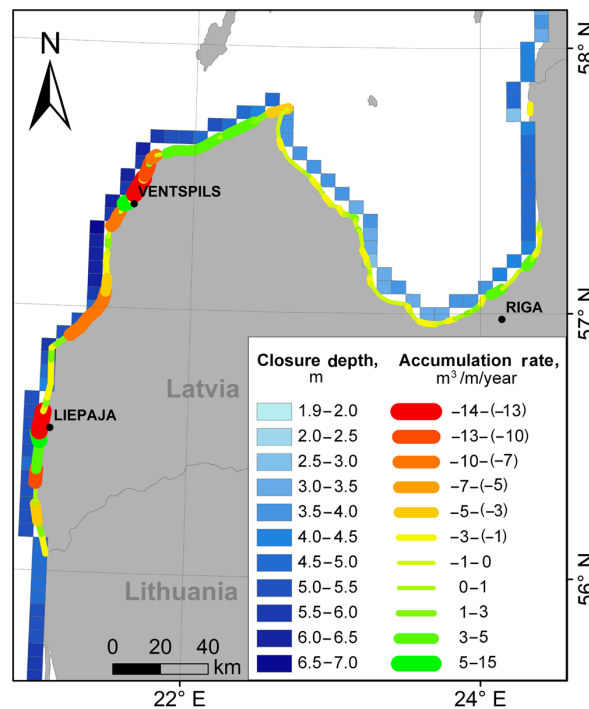 N
58° N
VENTSPILS
57° N
RIGA
Latvia
LIEPAJA
Lithuania
56° N
0 20 40
km
22° E
24° E
Closure depth,
m
1.9–2.0
2.0–2.5
2.5–3.0
3.0–3.5
3.5–4.0
4.0–4.5
4.5–5.0
5.0–5.5
5.5–6.0
6.0–6.5
6.5–7.0
Accumulation rate,
m³/m/year
–14–(–13)
–13–(–10)
–10–(–7)
–7–(–5)
–5–(–3)
–3–(–1)
–1–0
0–1
1–3
3–5
5–15